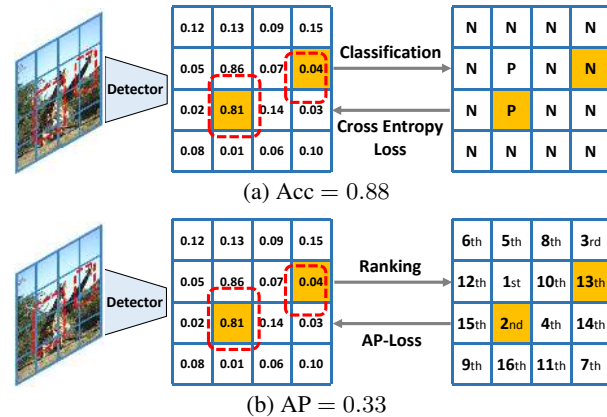 0.12 0.13 0.09 0.15 N N N N
0.05 0.86 0.07 0.04 Classification N P N N
Detector
0.02 0.81 0.14 0.03 Cross Entropy Loss N P N N
0.08 0.01 0.06 0.10 N N N N
(a) Acc = 0.88
0.12 0.13 0.09 0.15 6th 5th 8th 3rd
0.05 0.86 0.07 0.04 Ranking 12th 1st 10th 13th
Detector
0.02 0.81 0.14 0.03 AP-Loss 15th 2nd 4th 14th
0.08 0.01 0.06 0.10 9th 16th 11th 7th
(b) AP = 0.33